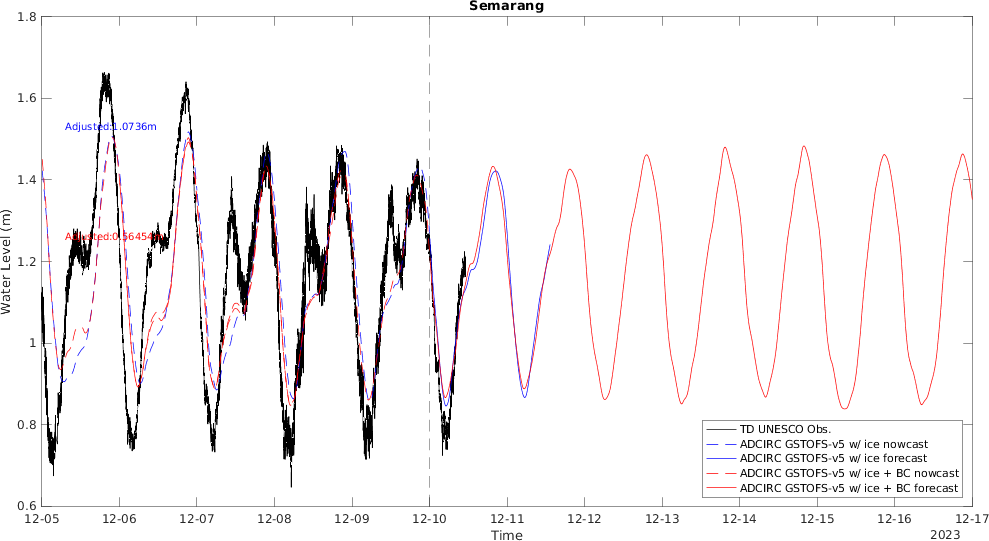 Semarang
1.8
1.6
1.4
1.2
1
0.8
0.6
Water Level (m)
Adjusted:1.0736m
TD UNESCO Obs.
ADCIRC GSTOFS-v5 w/ ice nowcast
ADCIRC GSTOFS-v5 w/ ice forecast
ADCIRC GSTOFS-v5 w/ ice + BC nowcast
ADCIRC GSTOFS-v5 w/ ice + BC forecast
12-05 12-06 12-07 12-08 12-09 12-10 12-11 12-12 12-13 12-14 12-15 12-16 12-17
Time
2023